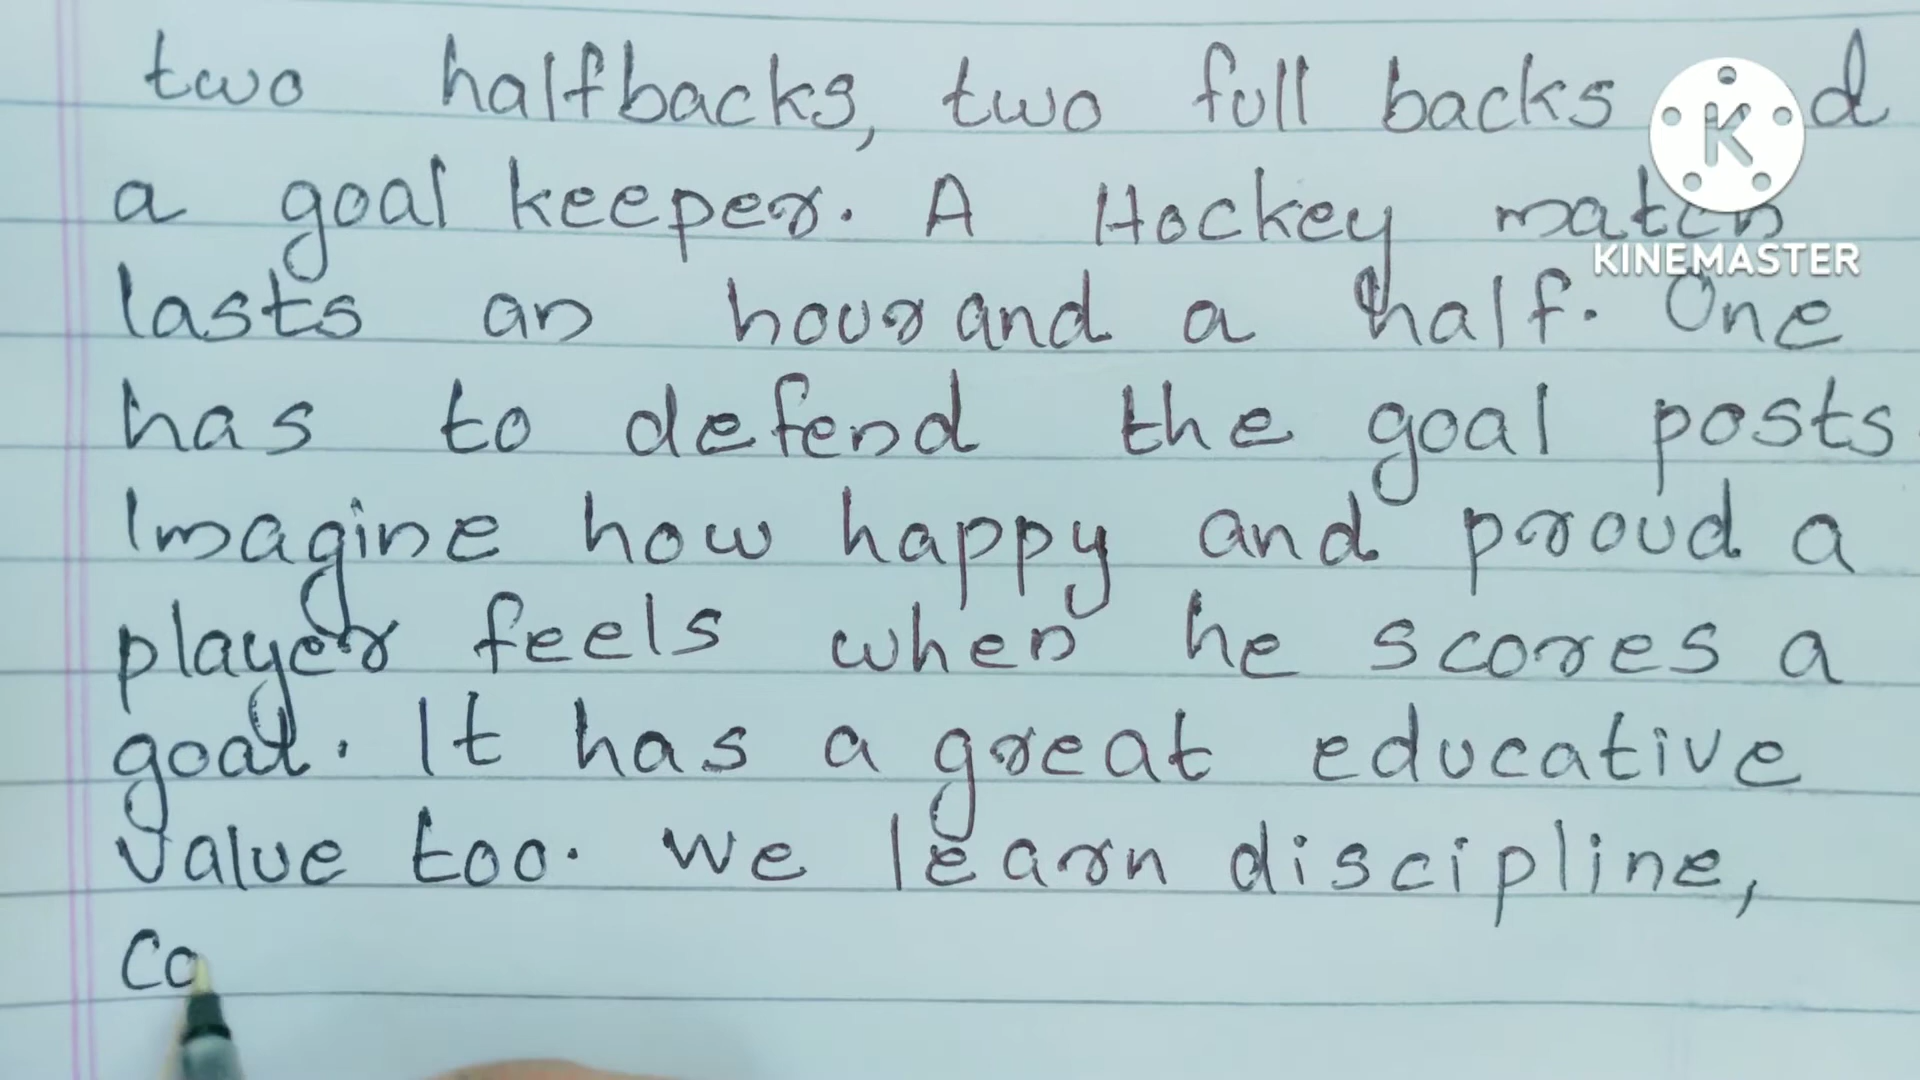 two halfbacks, two full backs d
a goal keeper. A Hockey match
KINEMASTER
lasts an hour and a half. One
has to defend the goal posts.
Imagine how happy and proud a
player feels when he scores a
goal. It has a great educative
value too. We learn discipline,
Co